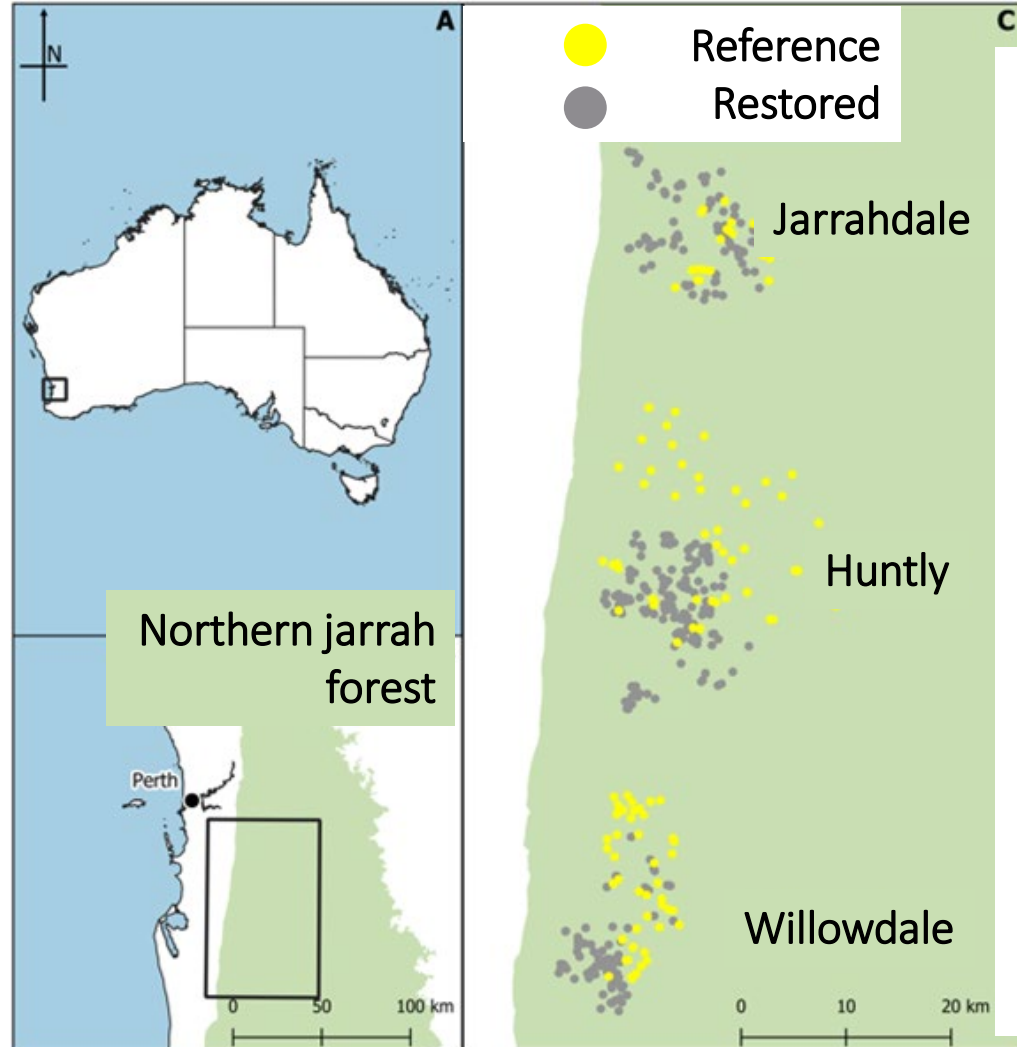 A
N
Northern jarrah
forest
Perth
0 50 100 km
C
Reference
Restored
Jarrahdale
Huntly
Willowdale
0 10 20 km